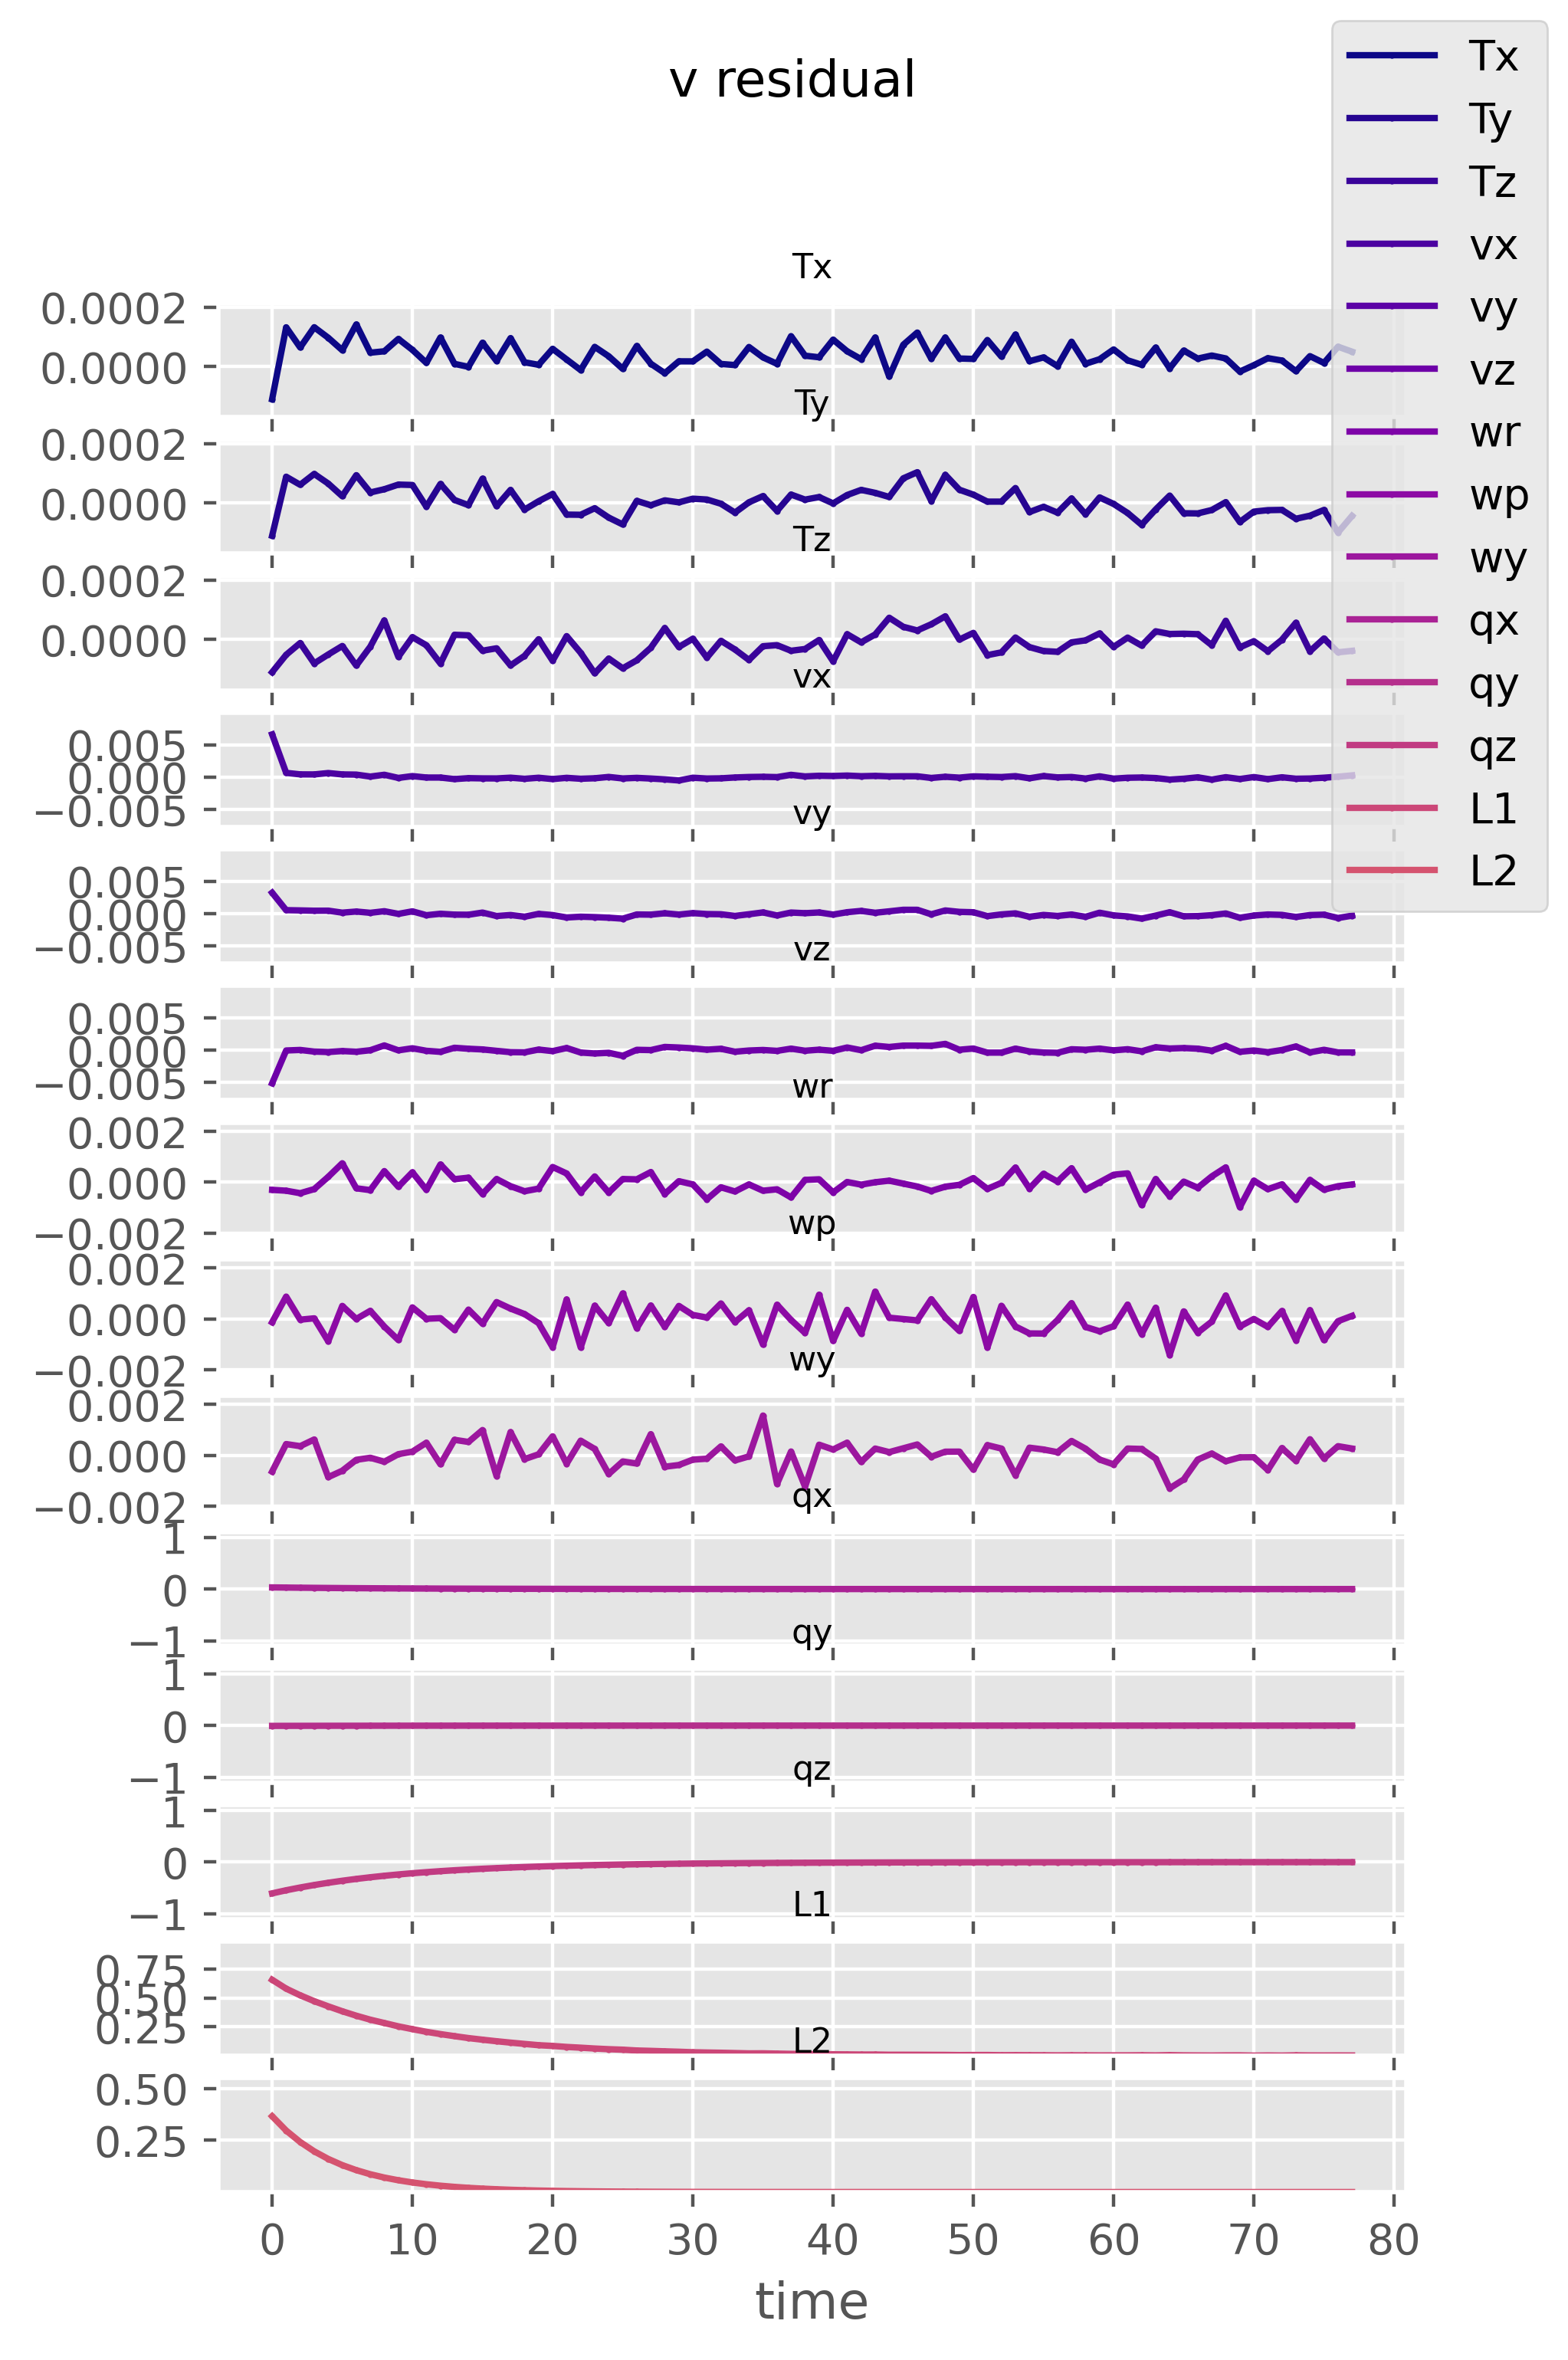 v residual
Tx
Ty
Tz
vx
vy
vz
wr
wp
wy
qx
qy
qz
L1
L2
Tx
0.0002
0.0000
Ty
0.0002
0.0000
Tz
0.0002
0.0000
vx
0.005
0.000
−0.005
vy
0.005
0.000
−0.005
vz
0.005
0.000
−0.005
wr
0.002
0.000
−0.002
wp
0.002
0.000
−0.002
wy
0.002
0.000
−0.002
qx
1
0
−1
qy
1
0
−1
qz
1
0
−1
L1
0.75
0.50
0.25
L2
0.50
0.25
0 10 20 30 40 50 60 70 80
time